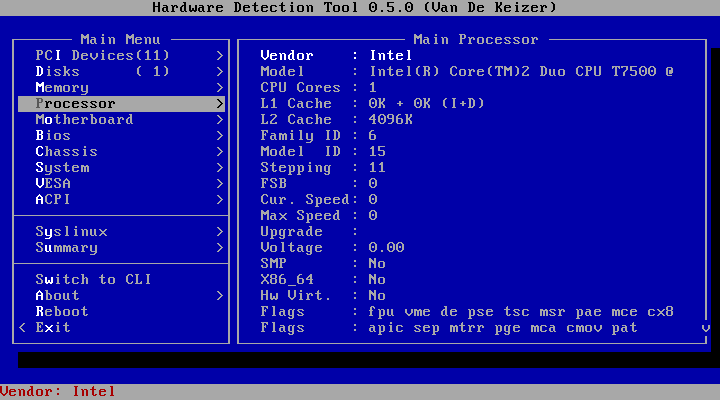 Hardware Detection Tool 0.5.0 (Van De Keizer)
Main Menu
PCI Devices(11) >
Disks ( 1) >
Memory >
Processor >
Motherboard >
Bios >
Chassis >
System >
VESA >
ACPI >
Syslinux >
Summary >
Switch to CLI
About >
Reboot
< Exit
Main Processor
Vendor : Intel
Model : Intel(R) Core(TM)2 Duo CPU T7500 @
CPU Cores : 1
L1 Cache : 0K + 0K (I+D)
L2 Cache : 4096K
Family ID : 6
Model ID : 15
Stepping : 11
FSB : 0
Cur. Speed: 0
Max Speed : 0
Upgrade :
Voltage : 0.00
SMP : No
X86_64 : No
Hw Virt. : No
Flags : fpu vme de pse tsc msr pae mce cx8
Flags : apic sep mtrr pge mca cmov pat v
Vendor: Intel